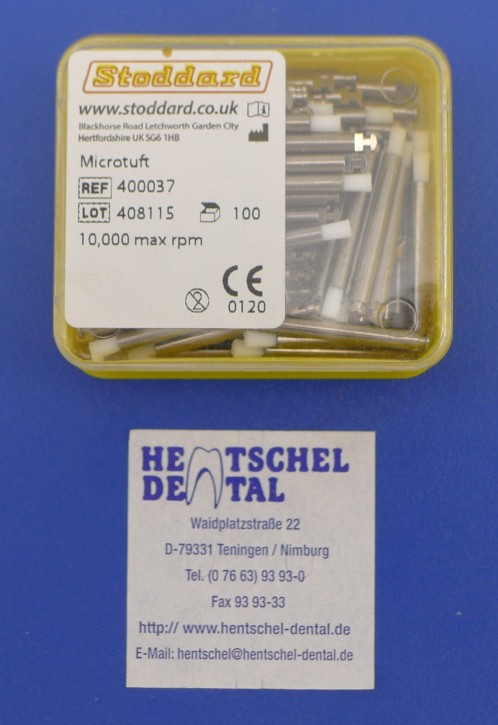 Stoddard
www.stoddard.co.uk
Blackhorse Road Letchworth Garden City
Hertfordshire UK SG6 1HB
Microtuft
REF 400037
LOT 408115 100
10,000 max rpm
CE
0120
2
HENTSCHEL
DENTAL
Waidplatzstraße 22
D-79331 Teningen / Nimburg
Tel. (0 76 63) 93 93-0
Fax 93 93-33
http:// www.hentschel-dental.de
E-Mail: hentschel@hentschel-dental.de